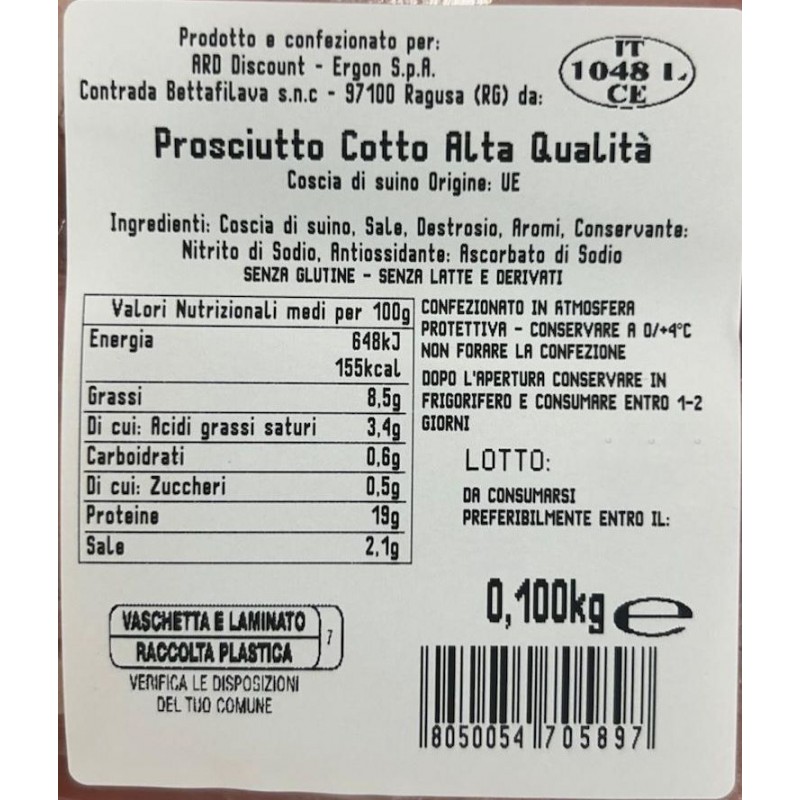 Prodotto e confezionato per:
ARD Discount - Ergon S.p.A.
Contrada Bettafilava s.n.c - 97100 Ragusa (RG) da:
IT
1048 L
CE
Prosciutto Cotto Alta Qualità
Coscia di suino Origine: UE
Ingredienti: Coscia di suino, Sale, Destrosio, Aromi, Conservante:
Nitrito di Sodio, Antiossidante: Ascorbato di Sodio
SENZA GLUTINE - SENZA LATTE E DERIVATI
Valori Nutrizionali medi per 100g
Energia 648kJ
155kcal
Grassi 8,5g
Di cui: Acidi grassi saturi 3,4g
Carboidrati 0,6g
Di cui: Zuccheri 0,5g
Proteine 19g
Sale 2,1g
CONFEZIONATO IN ATMOSFERA
PROTETTIVA - CONSERVARE A 0/+4°C
NON FORARE LA CONFEZIONE
DOPO L'APERTURA CONSERVARE IN
FRIGORIFERO E CONSUMARE ENTRO 1-2
GIORNI
LOTTO:
DA CONSUMARSI
PREFERIBILMENTE ENTRO IL:
0,100kg e
VASCHETTA E LAMINATO
RACCOLTA PLASTICA
7
VERIFICA LE DISPOSIZIONI
DEL TUO COMUNE
8050054 705897